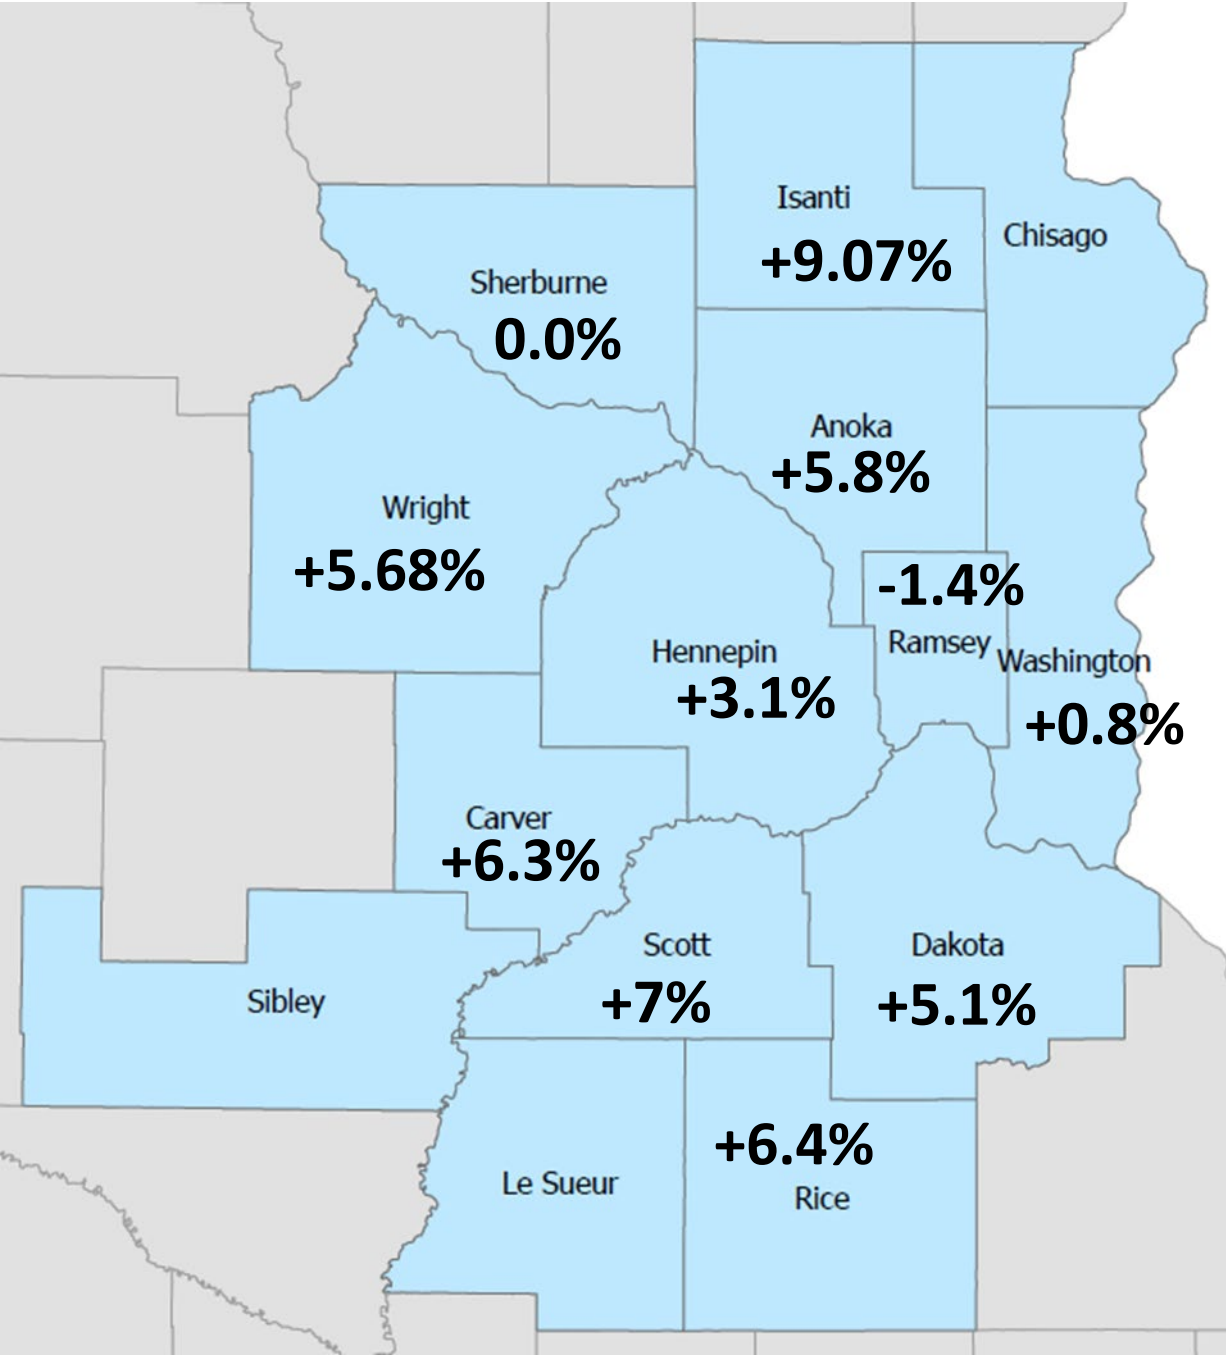 Isanti
+9.07%
Chisago
Sherburne
0.0%
Anoka
+5.8%
Wright
+5.68%
-1.4%
Ramsey
Hennepin
+3.1%
Washington
+0.8%
Carver
+6.3%
Scott
+7%
Dakota
+5.1%
Sibley
+6.4%
Rice
Le Sueur